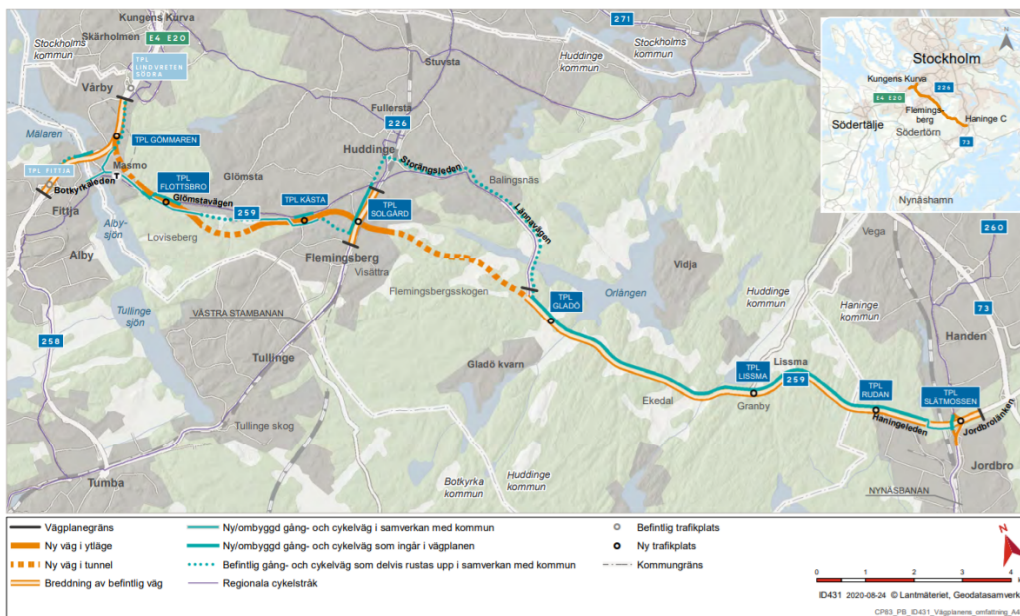 Kungens Kurva
Skärholmen
E4 E20
Stockholms
kommun
TPL
LINDVRETEN
SÖDRA
Vårby
Stuvsta
271
Stockholms
kommun
Huddinge
kommun
Fullersta
226
Huddinge
Storängsleden
Balingsnäs
Mälaren
TPL GÖMMAREN
TPL FITTJA
Masmo
T
Botkyrkaleden
TPL
FLOTTSBRO
Glömsta
Glömstavägen
259
TPL KÄSTA
TPL
SOLGÅRD
Fittja
Alby-
sjön
Loviseberg
Flemingsberg
Visättra
Alby
Lännavägen
Vidja
Flemingsbergsskogen
Orlången
TPL
GLADÖ
Tullinge
sjön
VÄSTRA STAMBANAN
258
Tullinge
Gladö kvarn
Huddinge
kommun
Haninge
kommun
Vega
260
73
Handen
Lissma
TPL
LISSMA
259
Ekedal
Granby
TPL
RUDAN
TPL
SLÄTMOSSEN
Haningeleden
Jordbrolänken
Tullinge skog
Tumba
Botkyrka
kommun
Huddinge
kommun
Jordbro
NYNÄSBANAN
N
Stockholm
Kungens Kurva
226
E4 E20
Flemings-
berg
Haninge C
Södertälje
Södertörn
73
Nynäshamn
Vägplanegräns
Ny väg i ytläge
Ny väg i tunnel
Breddning av befintlig väg
Ny/ombyggd gång- och cykelväg i samverkan med kommun
Ny/ombyggd gång- och cykelväg som ingår i vägplanen
Befintlig gång- och cykelväg som delvis rustas upp i samverkan med kommun
Regionala cykelstråk
Befintlig trafikplats
Ny trafikplats
Kommungräns
N
0 1 2 3 4
ID431 2020-08-24 © Lantmäteriet, Geodatasamverk
CP83_PB_ID431_Vägplanens_omfattning_A4